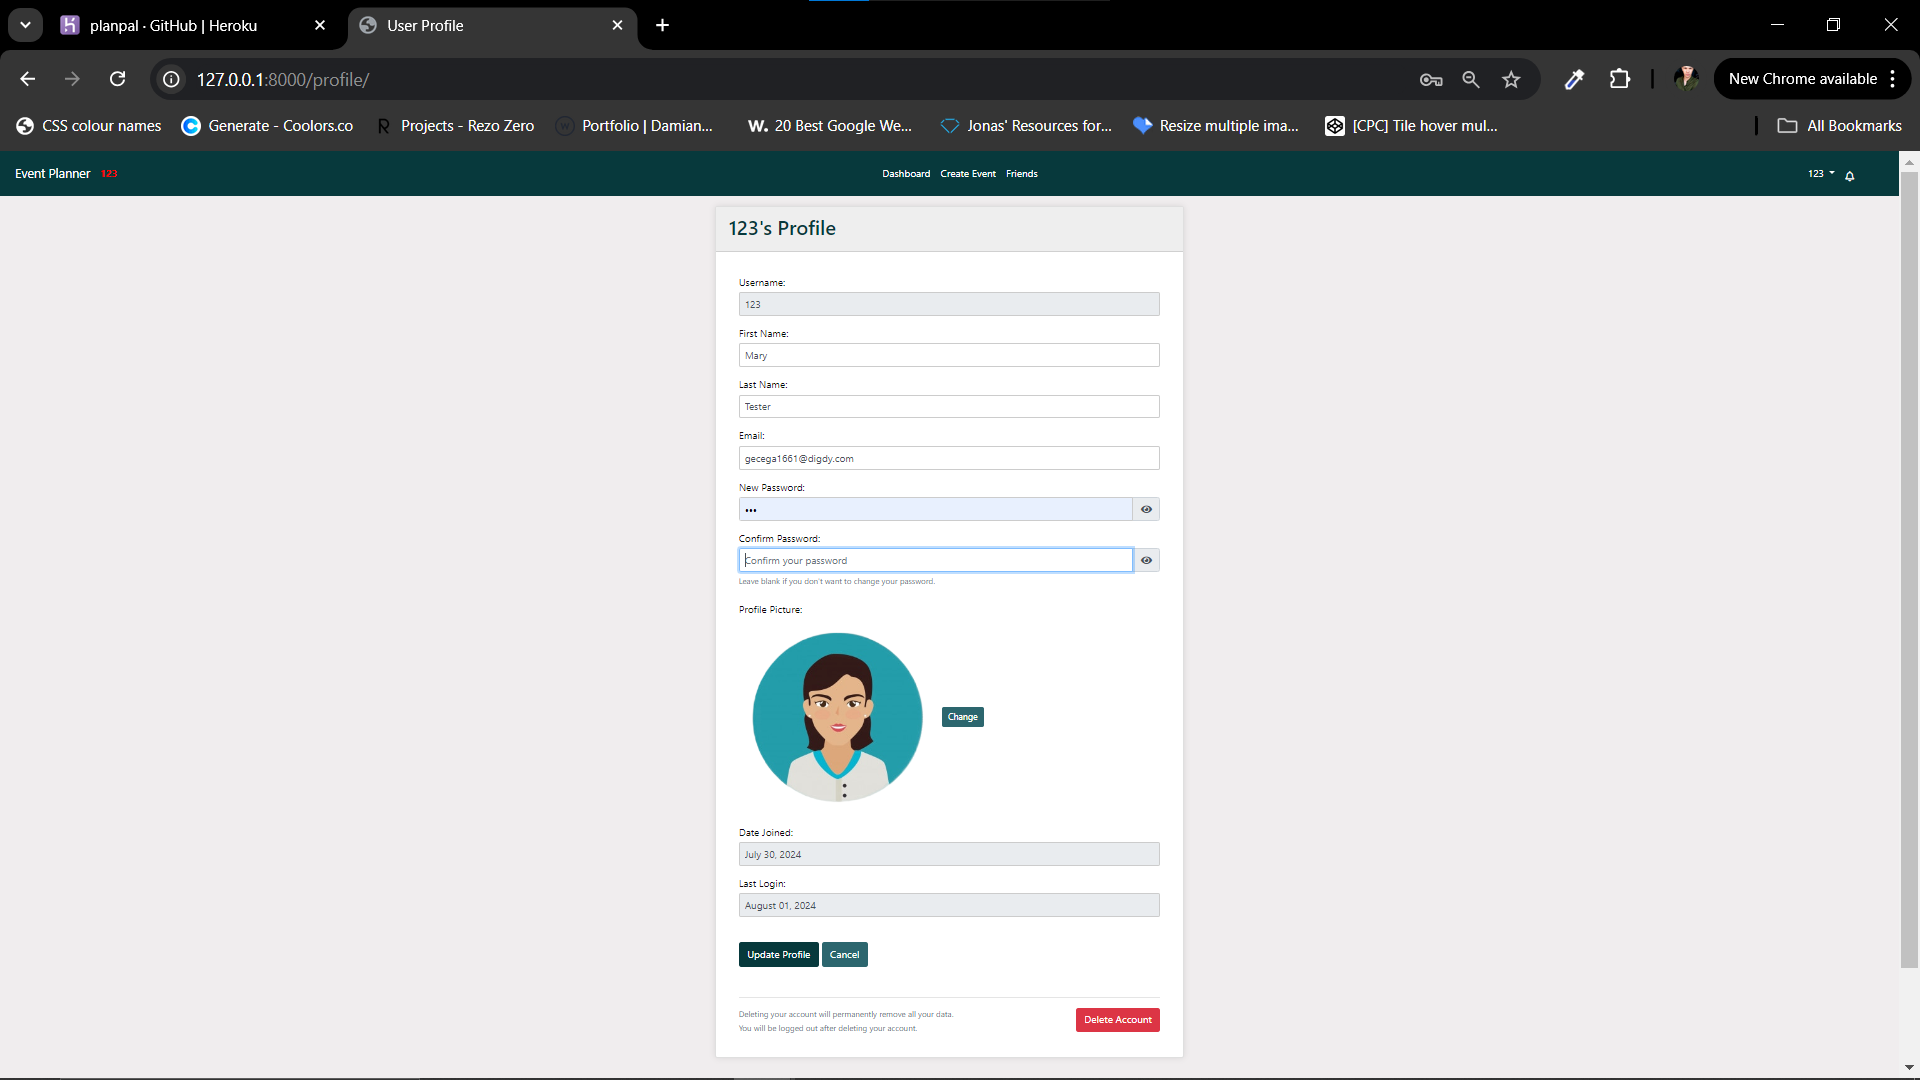 planpal · GitHub | Heroku
User Profile
127.0.0.1:8000/profile/
New Chrome available
CSS colour names
Generate - Coolors.co
Projects - Rezo Zero
Portfolio | Damian...
20 Best Google We...
Jonas' Resources for...
Resize multiple ima...
[CPC] Tile hover mul...
All Bookmarks
Event Planner 123
Dashboard Create Event Friends
123
123's Profile
Username:
123
First Name:
Mary
Last Name:
Tester
Email:
gecega1661@digdy.com
New Password:
•••
Confirm Password:
Confirm your password
Leave blank if you don't want to change your password.
Profile Picture:
Change
Date Joined:
July 30, 2024
Last Login:
August 01, 2024
Update Profile Cancel
Deleting your account will permanently remove all your data.
You will be logged out after deleting your account.
Delete Account